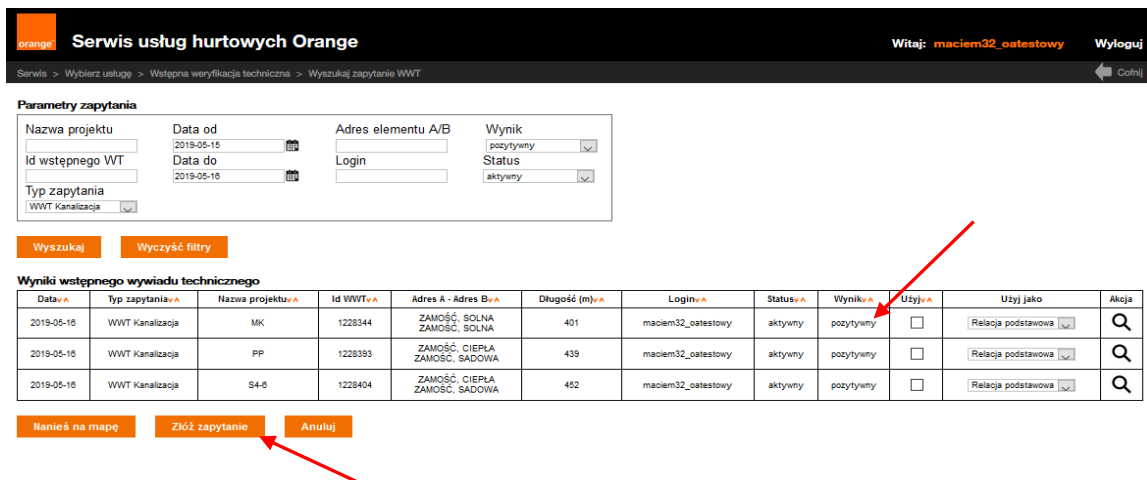 orange™ Serwis usług hurtowych Orange Witaj: maciem32_oatestowy Wyloguj
Serwis > Wybierz usługę > Wstępna weryfikacja techniczna > Wyszukaj zapytanie WWT Cofnij
Parametry zapytania
Nazwa projektu Data od Adres elementu A/B Wynik
2019-05-15 pozytywny
Id wstępnego WT Data do Login Status
2019-05-16 aktywny
Typ zapytania
WWT Kanalizacja
Wyszukaj Wyczyść filtry
Wyniki wstępnego wywiadu technicznego
Data Typ zapytania Nazwa projektu Id WWT Adres A - Adres B Długość (m) Login Status Wynik Użyj Użyj jako Akcja
2019-05-16 WWT Kanalizacja MK 1228344 ZAMOŚĆ, SOLNA 401 maciem32_oatestowy aktywny pozytywny Relacja podstawowa
ZAMOŚĆ, SOLNA
2019-05-16 WWT Kanalizacja PP 1228393 ZAMOŚĆ, CIEPŁA 439 maciem32_oatestowy aktywny pozytywny Relacja podstawowa
ZAMOŚĆ, SADOWA
2019-05-16 WWT Kanalizacja S4-6 1228404 ZAMOŚĆ, CIEPŁA 452 maciem32_oatestowy aktywny pozytywny Relacja podstawowa
ZAMOŚĆ, SADOWA
Nanieś na mapę Złóż zapytanie Anuluj